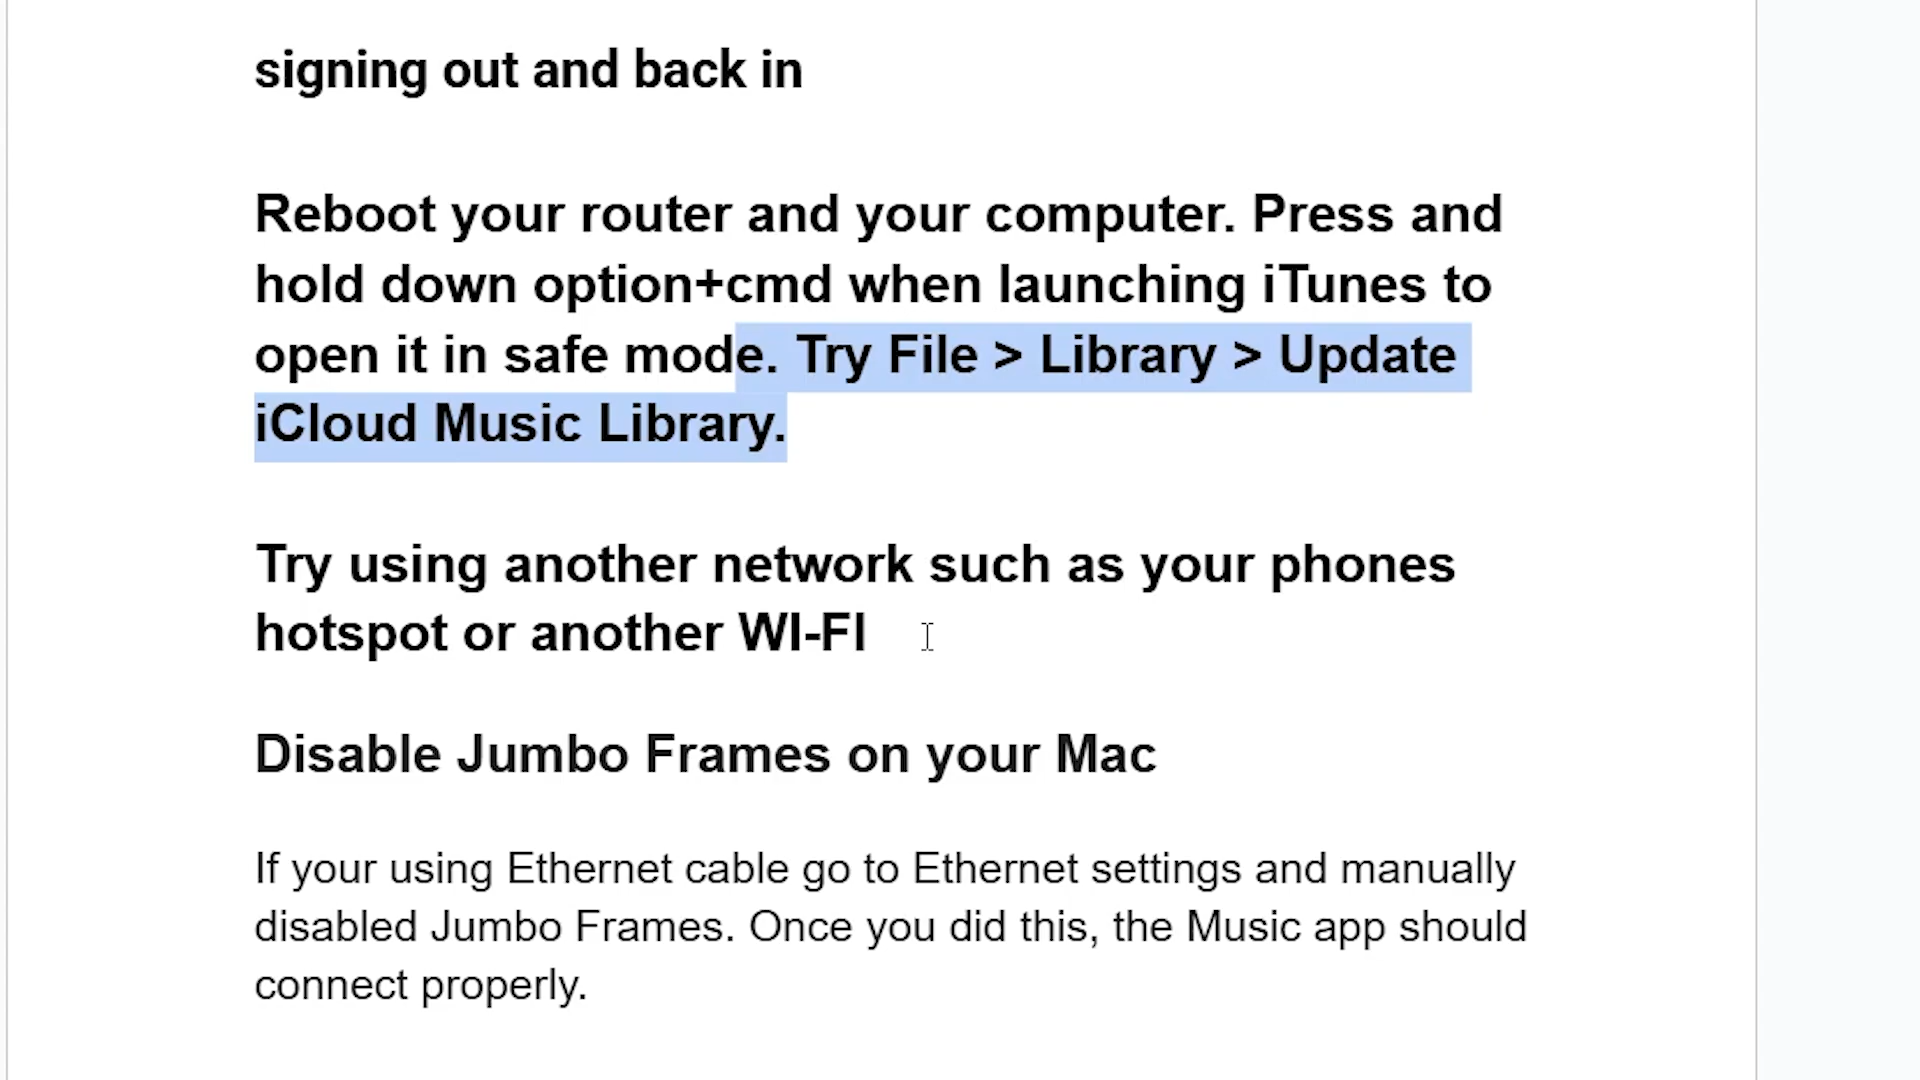 signing out and back in
Reboot your router and your computer. Press and
hold down option+cmd when launching iTunes to
open it in safe mode. Try File > Library > Update
iCloud Music Library.
Try using another network such as your phones
hotspot or another WI-FI
Disable Jumbo Frames on your Mac
If your using Ethernet cable go to Ethernet settings and manually
disabled Jumbo Frames. Once you did this, the Music app should
connect properly.